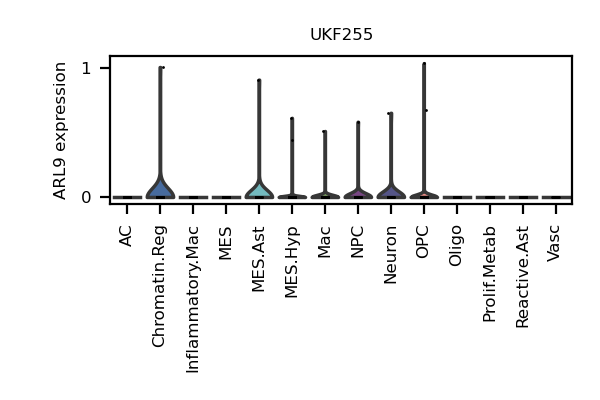 UKF255
ARL9 expression
1
0
AC
Chromatin.Reg
Inflammatory.Mac
MES
MES.Ast
MES.Hyp
Mac
NPC
Neuron
OPC
Oligo
Prolif.Metab
Reactive.Ast
Vasc